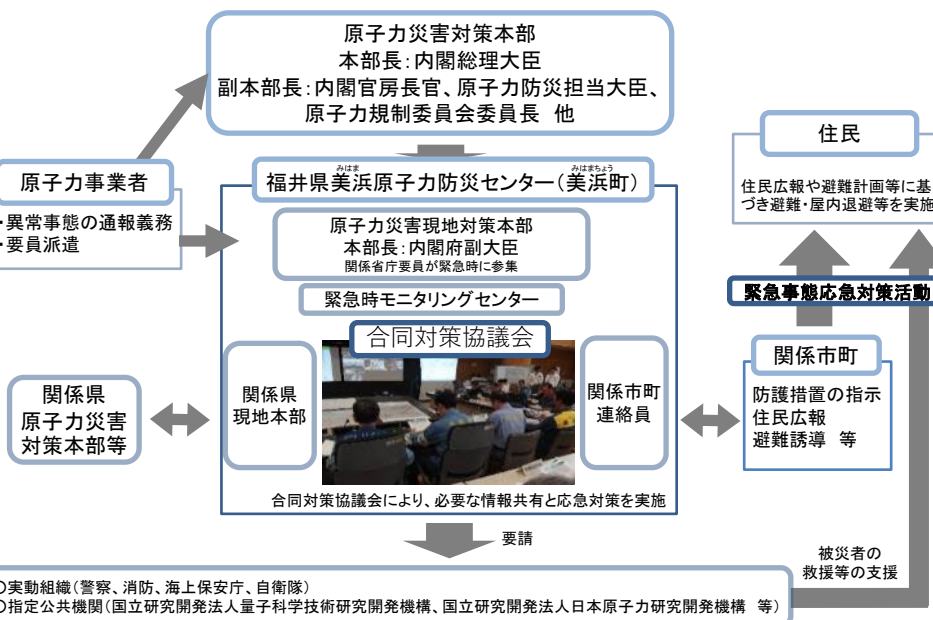 原子力災害対策本部
本部長：内閣総理大臣
副本部長：内閣官房長官、原子力防災担当大臣、
原子力規制委員会委員長　他
原子力事業者
・異常事態の通報義務
・要員派遣
みはま　みはまちょう
福井県美浜原子力防災センター（美浜町）
原子力災害現地対策本部
本部長：内閣府副大臣
関係省庁要員が緊急時に参集
緊急時モニタリングセンター
合同対策協議会
関係県
現地本部
関係市町
連絡員
合同対策協議会により、必要な情報共有と応急対策を実施
関係県
原子力災害
対策本部等
住民
住民広報や避難計画等に基
づき避難・屋内退避等を実施
緊急事態応急対策活動
関係市町
防護措置の指示
住民広報
避難誘導　等
要請
被災者の
救援等の支援
○実動組織（警察、消防、海上保安庁、自衛隊）
○指定公共機関（国立研究開発法人量子科学技術研究開発機構、国立研究開発法人日本原子力研究開発機構　等）